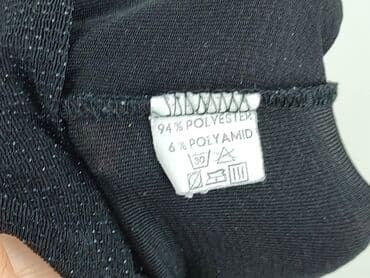 94% POLYESTER
6% POLYAMID
30